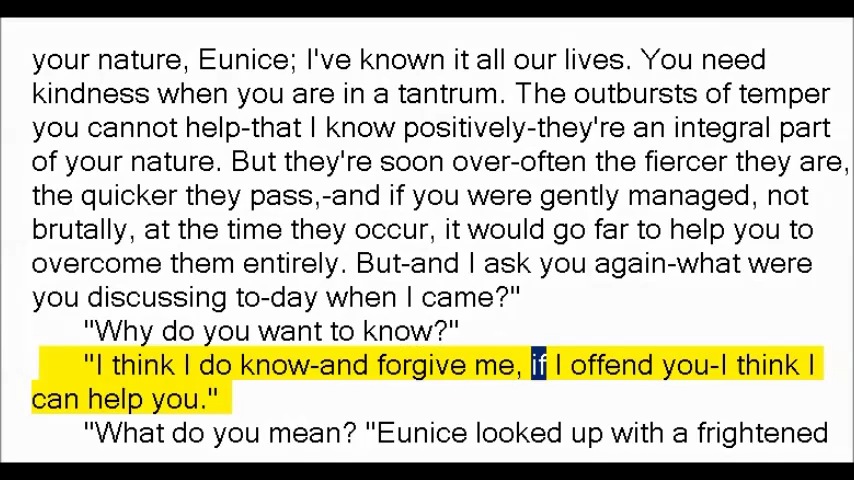 your nature, Eunice; I've known it all our lives. You need
kindness when you are in a tantrum. The outbursts of temper
you cannot help-that I know positively-they're an integral part
of your nature. But they're soon over-often the fiercer they are,
the quicker they pass,-and if you were gently managed, not
brutally, at the time they occur, it would go far to help you to
overcome them entirely. But-and I ask you again-what were
you discussing to-day when I came?"
"Why do you want to know?"
"I think I do know-and forgive me, if I offend you-I think I
can help you."
"What do you mean? "Eunice looked up with a frightened